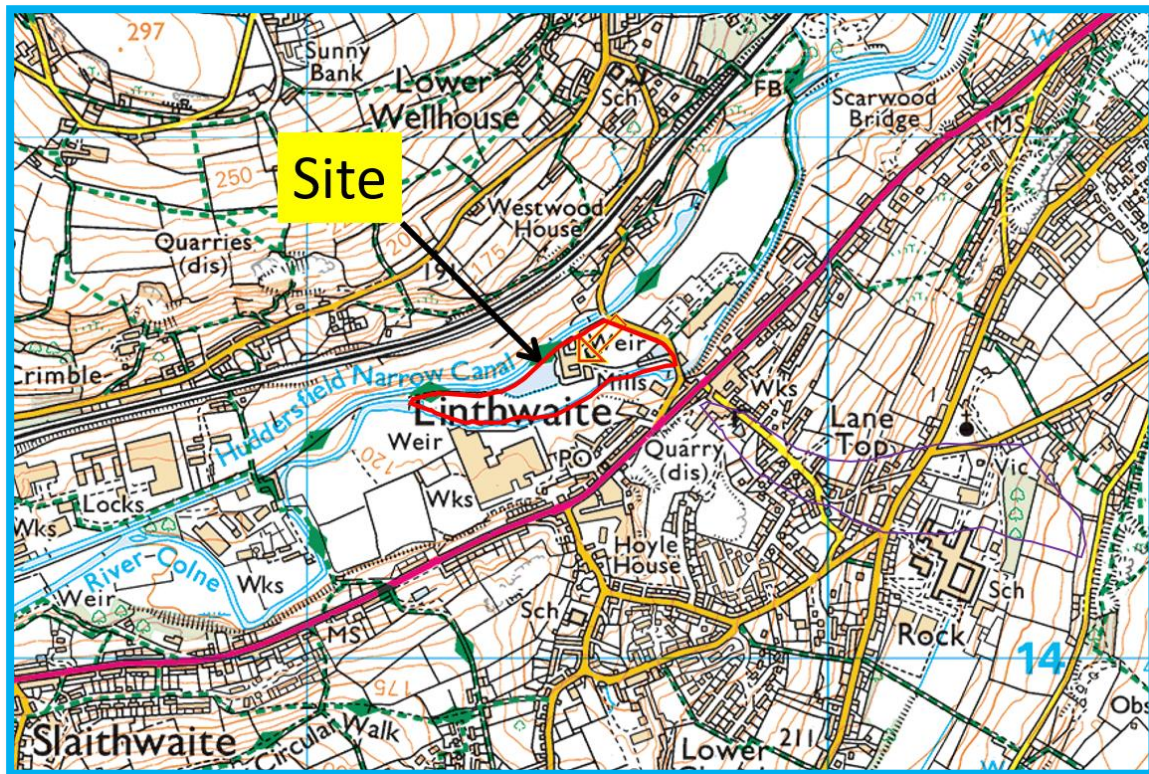 297
Sunny
Bank
Lower
Wellhouse
Sch
FB
W
Scarwood
Bridge
MS
250
Site
Westwood
House
Quarries
(dis)
191
175
Crimble
Huddersfield Narrow Canal
Weir
Mills
Linthwaite
Weir
120
Wks
Lane
Top
PO
Quarry
(dis)
Vic
Locks
Wks
Wks
River Colne
Wks
Weir
Hoyle
House
Sch
Sch
MS
Rock
14
175
Walk
Circular
Slaithwaite
Lower
211
Obs
W